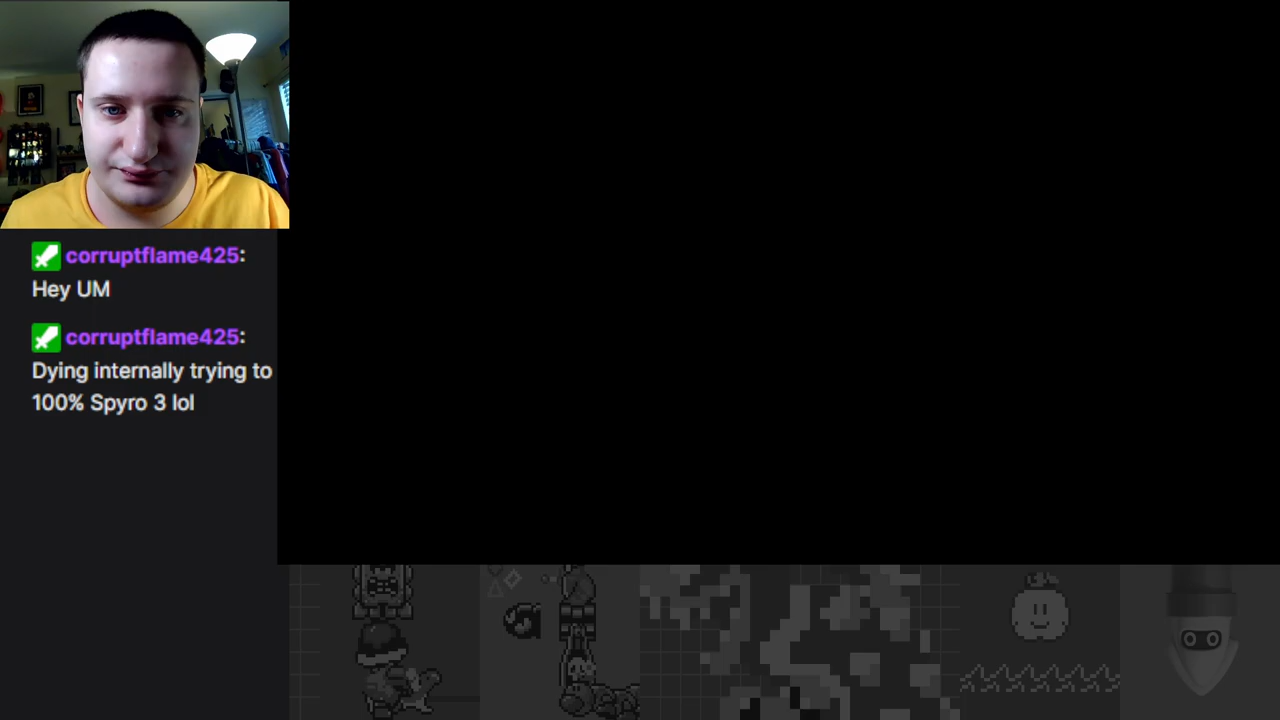 corruptflame425:
Hey UM
corruptflame425:
Dying internally trying to
100% Spyro 3 lol